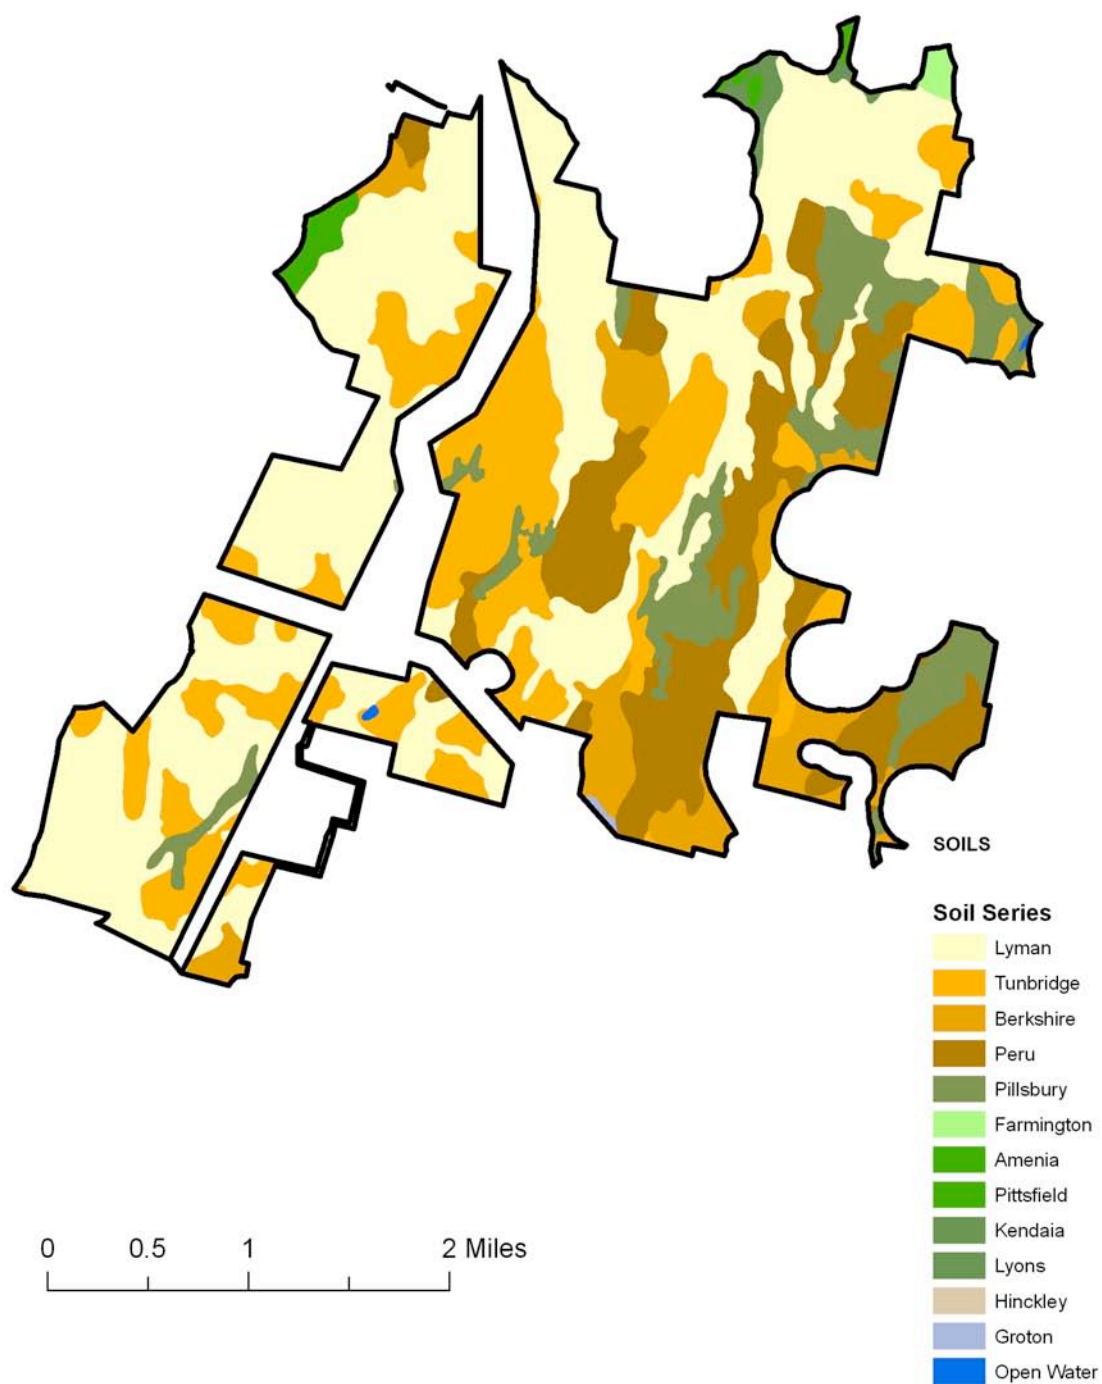 SOILS
Soil Series
Lyman
Tunbridge
Berkshire
Peru
Pillsbury
Farmington
Amenia
Pittsfield
Kendaia
Lyons
Hinckley
Groton
Open Water
0 0.5 1 2 Miles